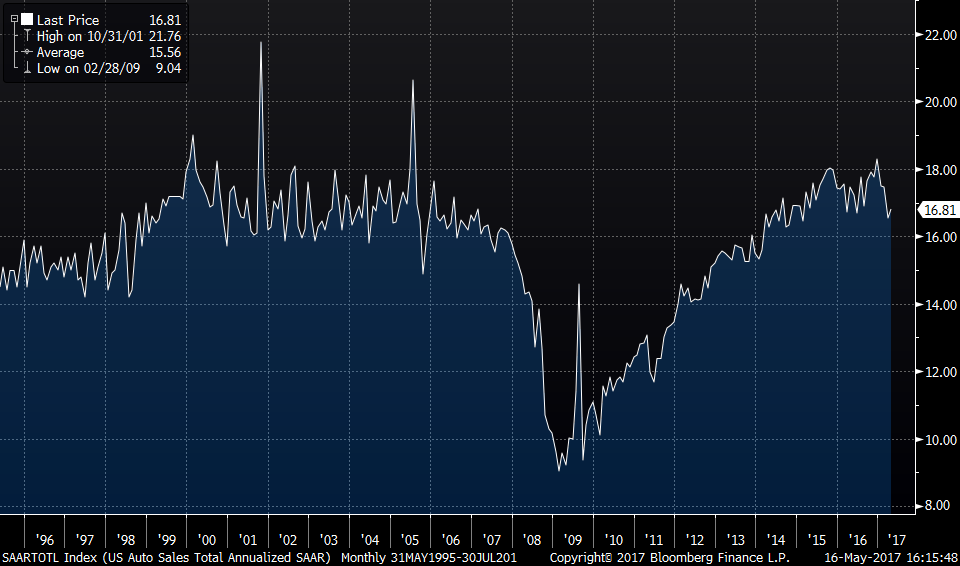 Last Price 16.81
High on 10/31/01 21.76
Average 15.56
Low on 02/28/09 9.04
22.00
20.00
18.00
16.81
16.00
14.00
12.00
10.00
8.00
'96 '97 '98 '99 '00 '01 '02 '03 '04 '05 '06 '07 '08 '09 '10 '11 '12 '13 '14 '15 '16 '17
SAARTOTL Index (US Auto Sales Total Annualized SAAR) Monthly 31MAY1995-30JUL201 Copyright© 2017 Bloomberg Finance L.P. 16-May-2017 16:15:48